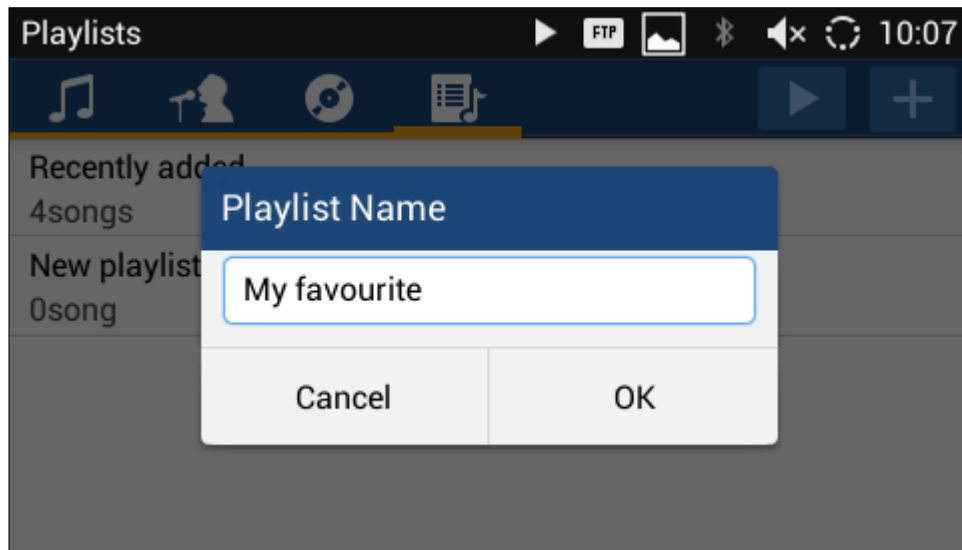 Playlists
FTP
10:07
Recently added
4songs
Playlist Name
New playlist
My favourite
0song
Cancel
OK